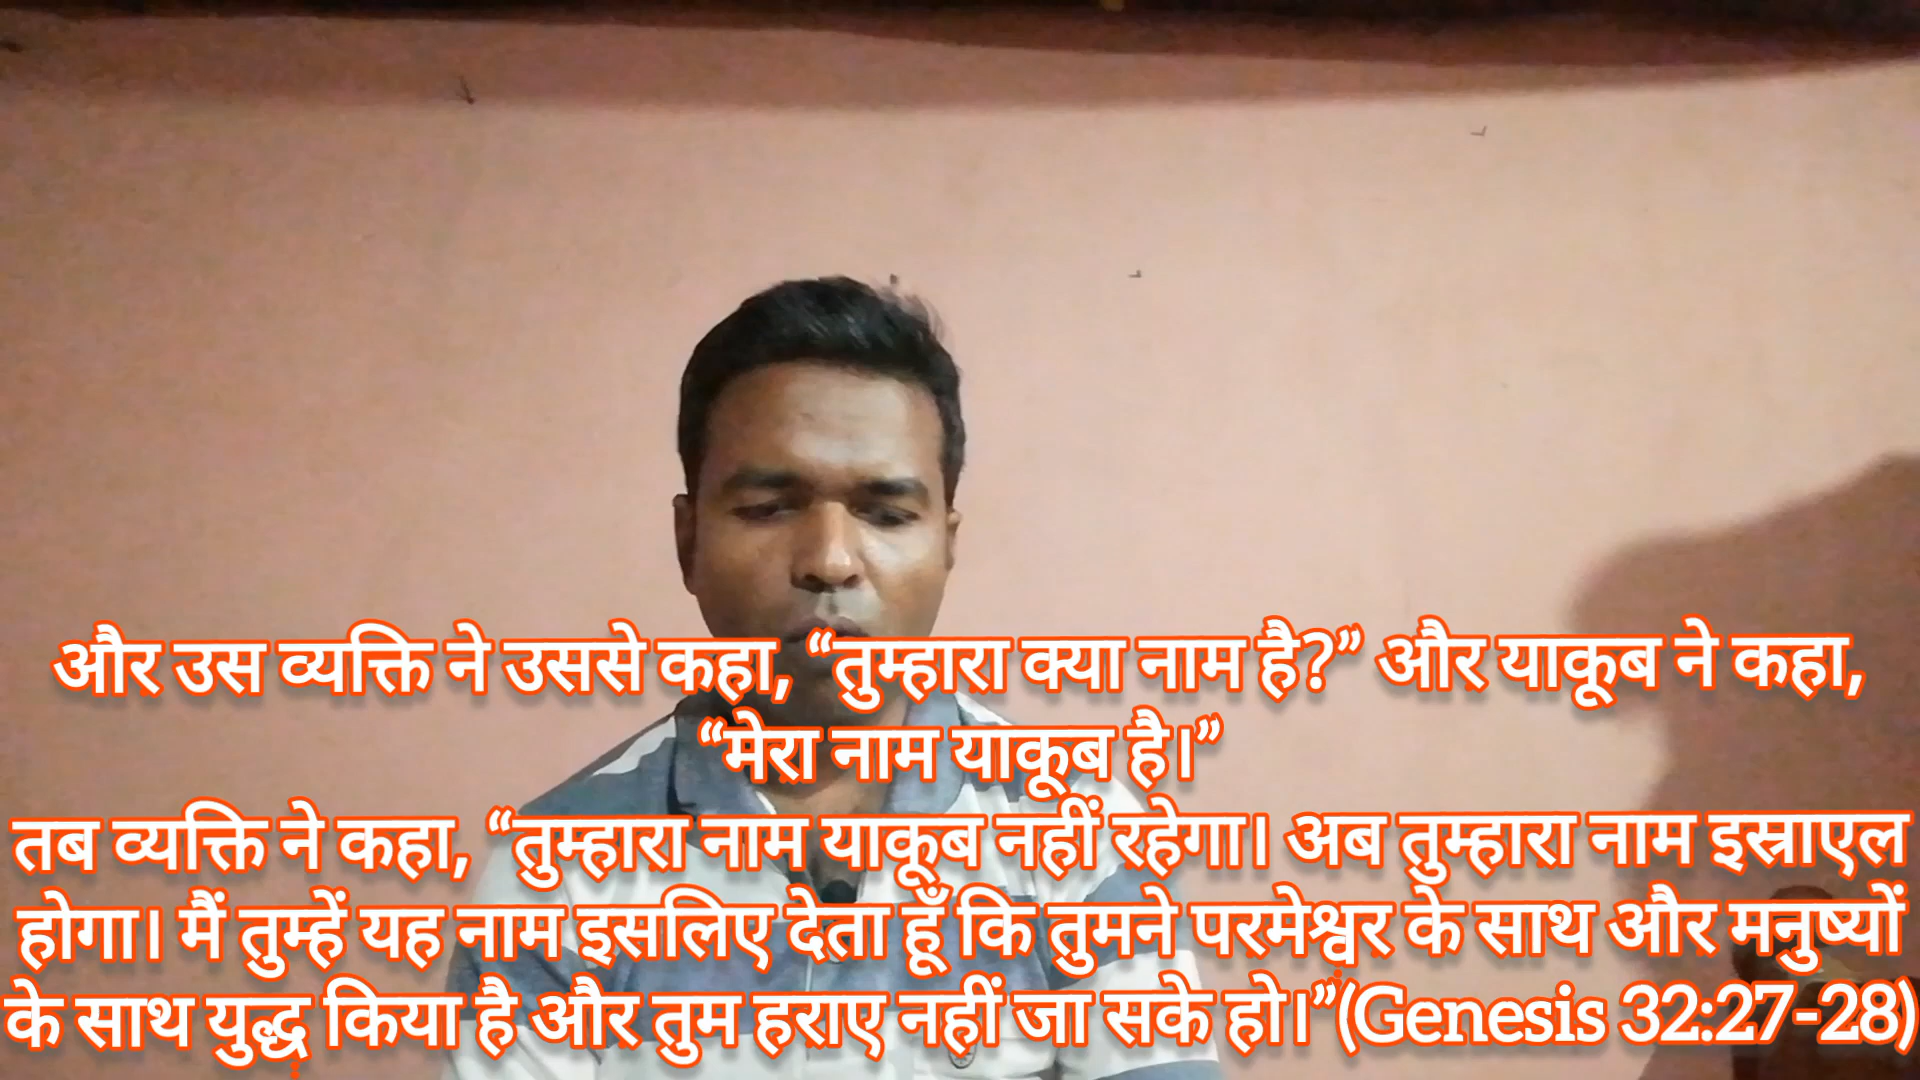 और उस व्यक्ति ने उससे कहा, “तुम्हारा क्या नाम है?” और याकूब ने कहा,
“मेरा नाम याकूब है।”
तब व्यक्ति ने कहा, “तुम्हारा नाम याकूब नहीं रहेगा। अब तुम्हारा नाम इस्राएल
होगा। मैं तुम्हें यह नाम इसलिए देता हूँ कि तुमने परमेश्वर के साथ और मनुष्यों
के साथ युद्ध किया है और तुम हराए नहीं जा सके हो।”(Genesis 32:27-28)